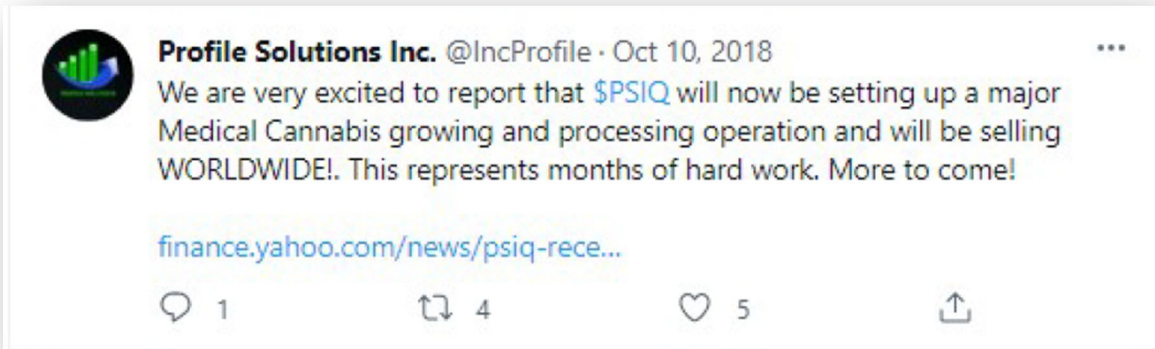 Profile Solutions Inc. @IncProfile · Oct 10, 2018
We are very excited to report that $PSIQ will now be setting up a major
Medical Cannabis growing and processing operation and will be selling
WORLDWIDE!. This represents months of hard work. More to come!
finance.yahoo.com/news/psiq-rece...
1 4 5